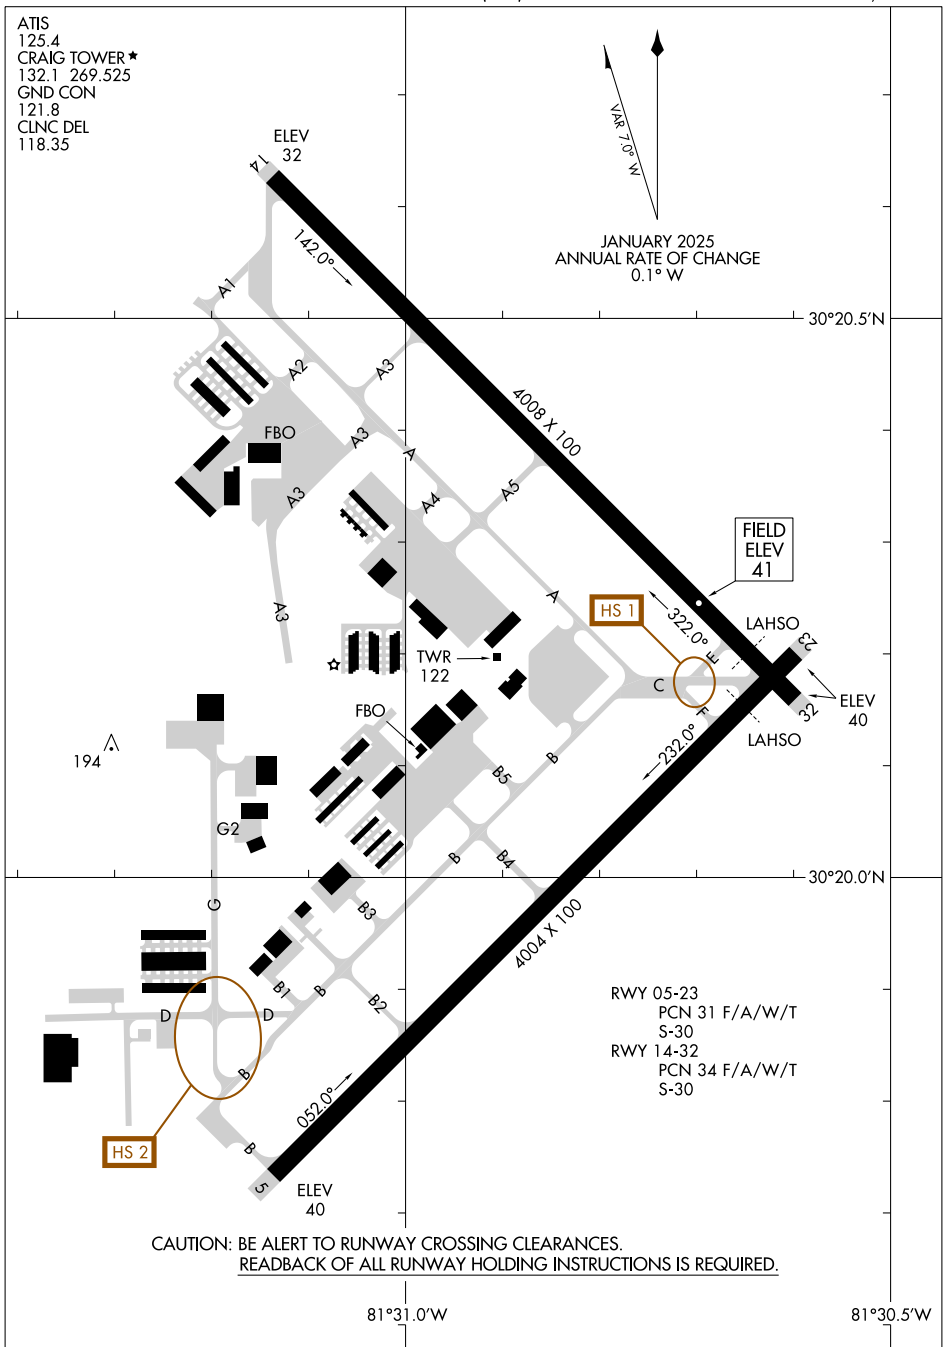 ATIS
125.4
CRAIG TOWER ★
132.1 269.525
GND CON
121.8
CLNC DEL
118.35
VAR 7.0° W
JANUARY 2025
ANNUAL RATE OF CHANGE
0.1° W
14
ELEV
32
142.0°
30°20.5'N
A1
A2
A3
4008 X 100
FBO
A3
A
A3
A4
A5
FIELD
ELEV
41
A3
A
HS 1
322.0°
LAHSO
23
E
TWR
122
C
ELEV
40
32
F
FBO
LAHSO
232.0°
194
B
B5
G2
B
B4
30°20.0'N
G
B3
4004 X 100
B1
B
B2
D
D
RWY 05-23
PCN 31 F/A/W/T
S-30
RWY 14-32
PCN 34 F/A/W/T
S-30
B
052.0°
HS 2
B
5
ELEV
40
CAUTION: BE ALERT TO RUNWAY CROSSING CLEARANCES.
READBACK OF ALL RUNWAY HOLDING INSTRUCTIONS IS REQUIRED.
81°31.0'W
81°30.5'W